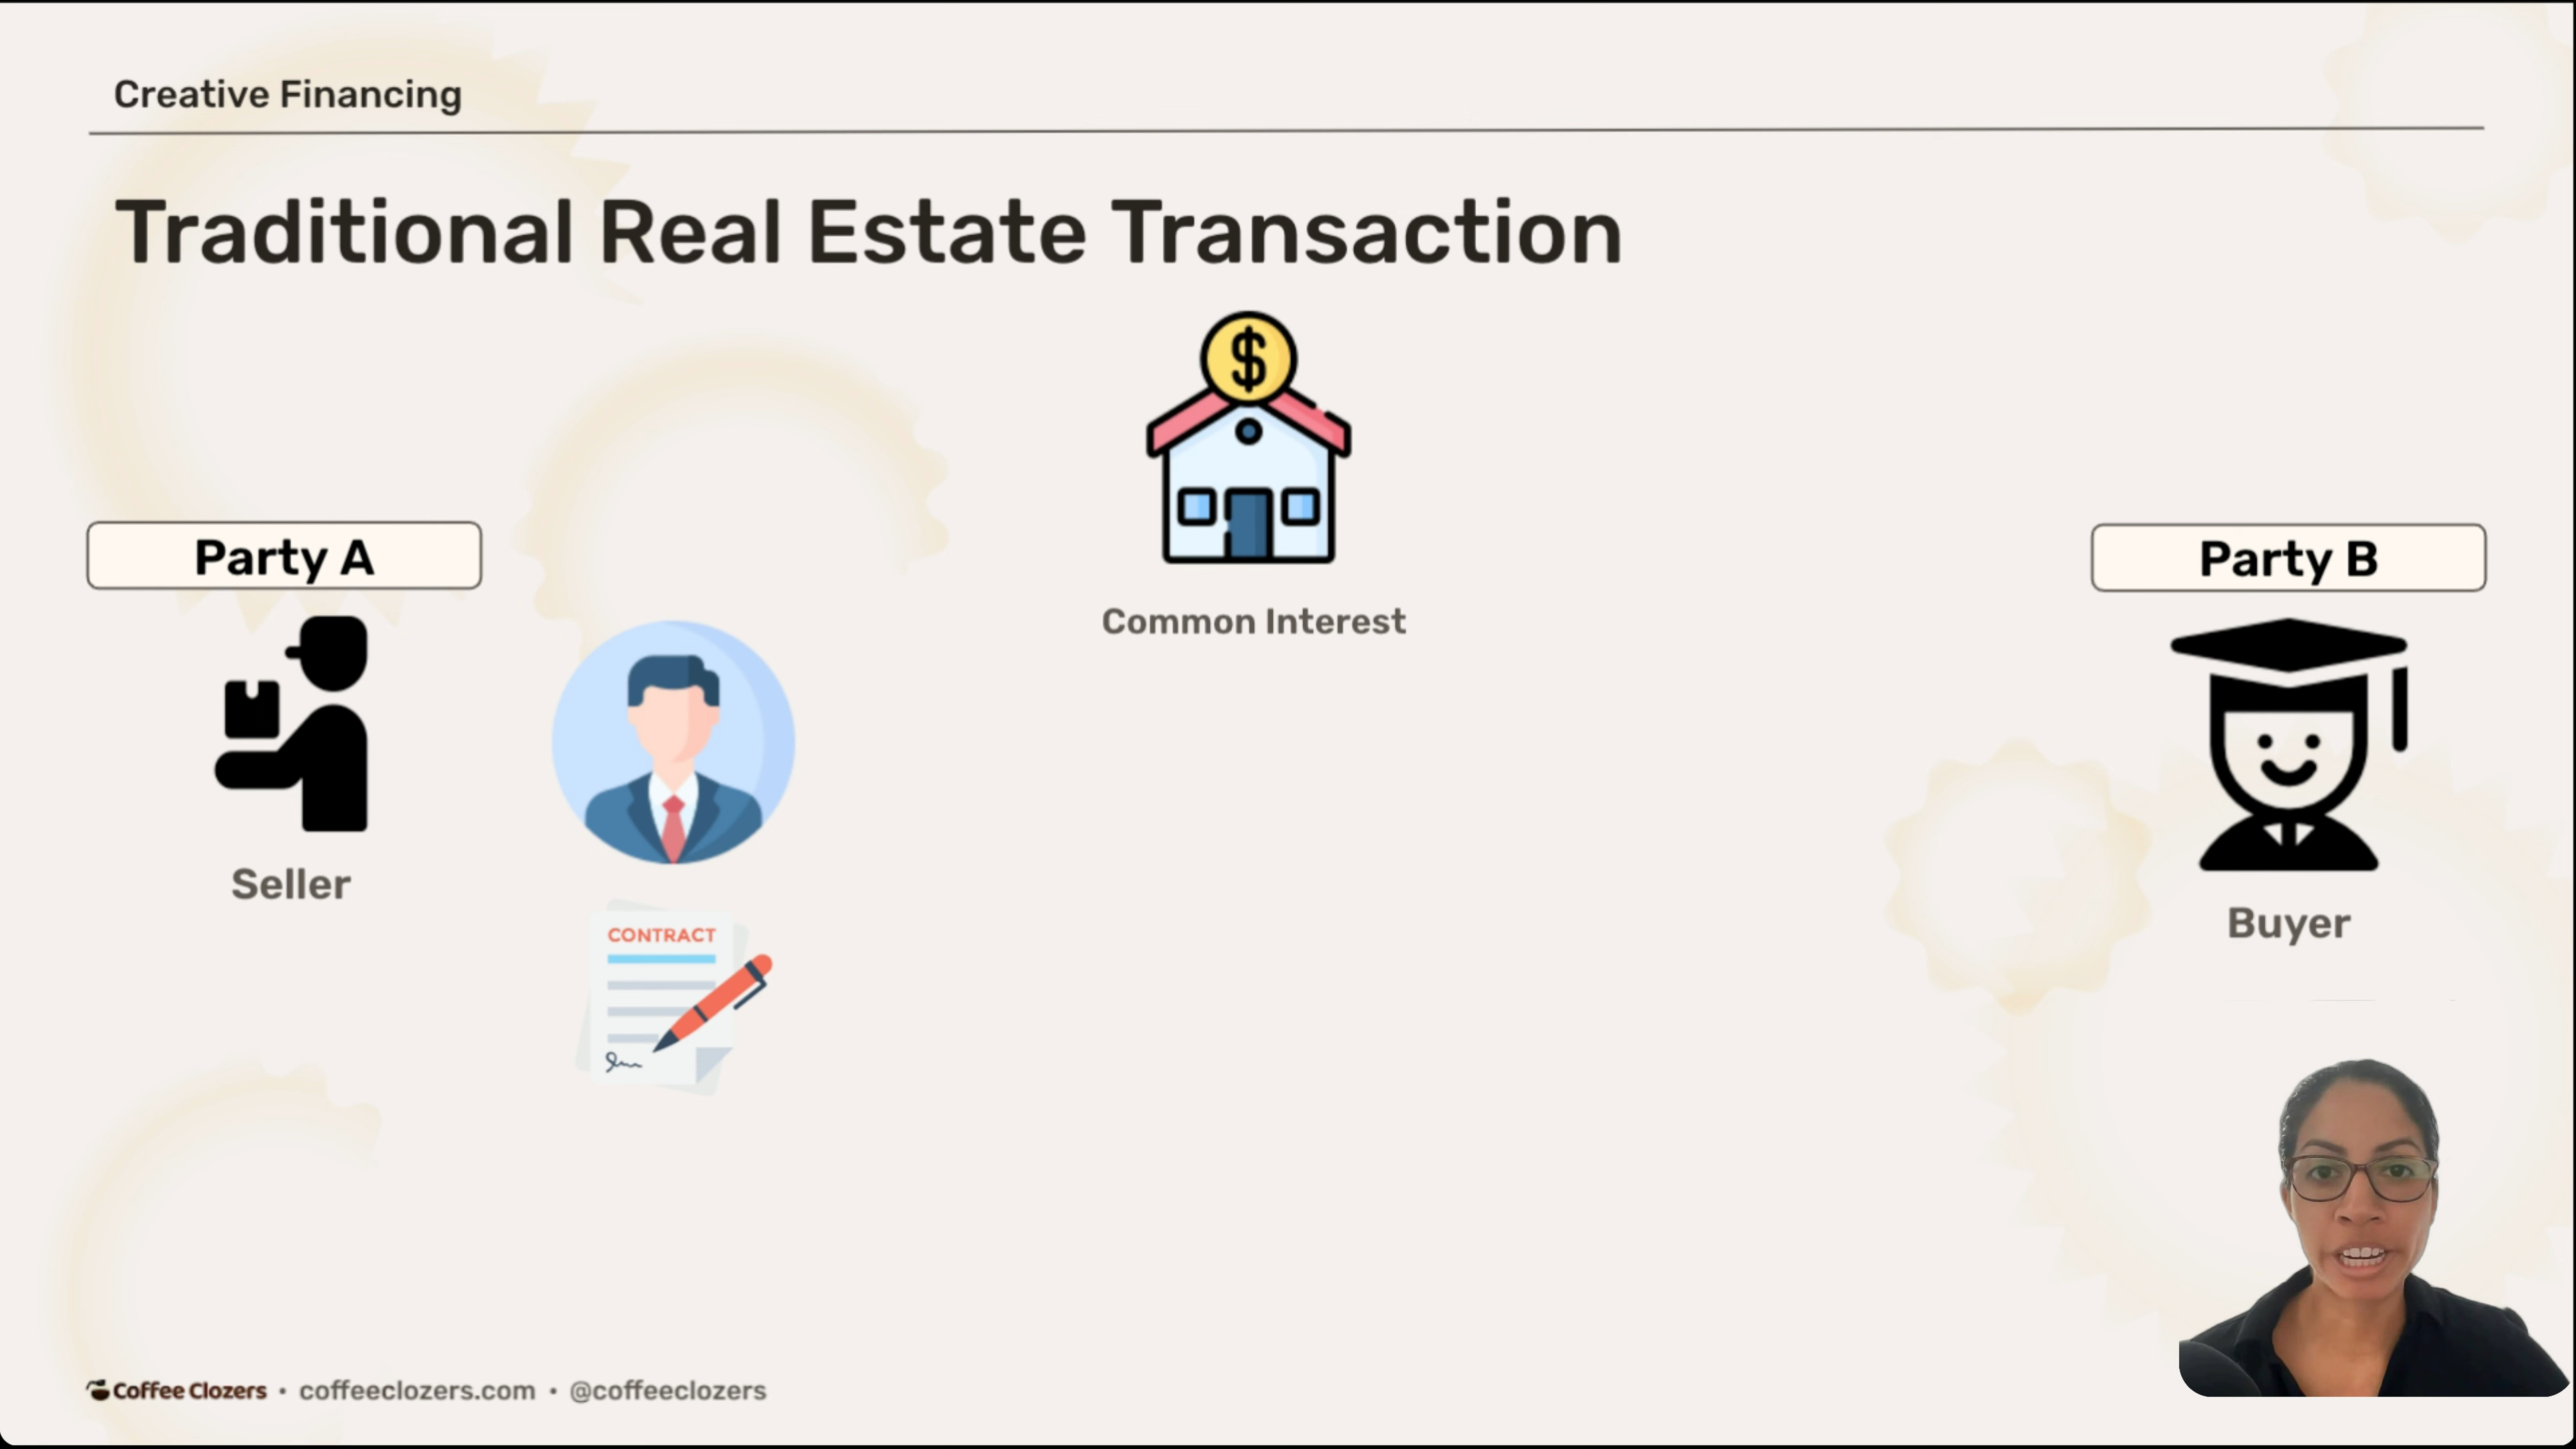 Creative Financing
Traditional Real Estate Transaction
$
Party A
Party B
Common Interest
Seller
Buyer
CONTRACT
Coffee Clozers • coffeeclozers.com • @coffeeclozers